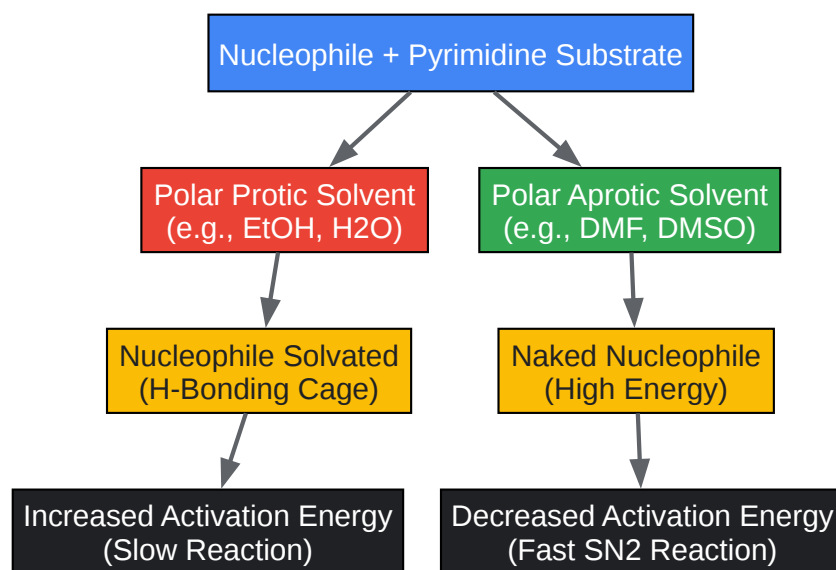 Nucleophile + Pyrimidine Substrate
Polar Protic Solvent
(e.g., EtOH, H2O)
Polar Aprotic Solvent
(e.g., DMF, DMSO)
Nucleophile Solvated
(H-Bonding Cage)
Naked Nucleophile
(High Energy)
Increased Activation Energy
(Slow Reaction)
Decreased Activation Energy
(Fast SN2 Reaction)